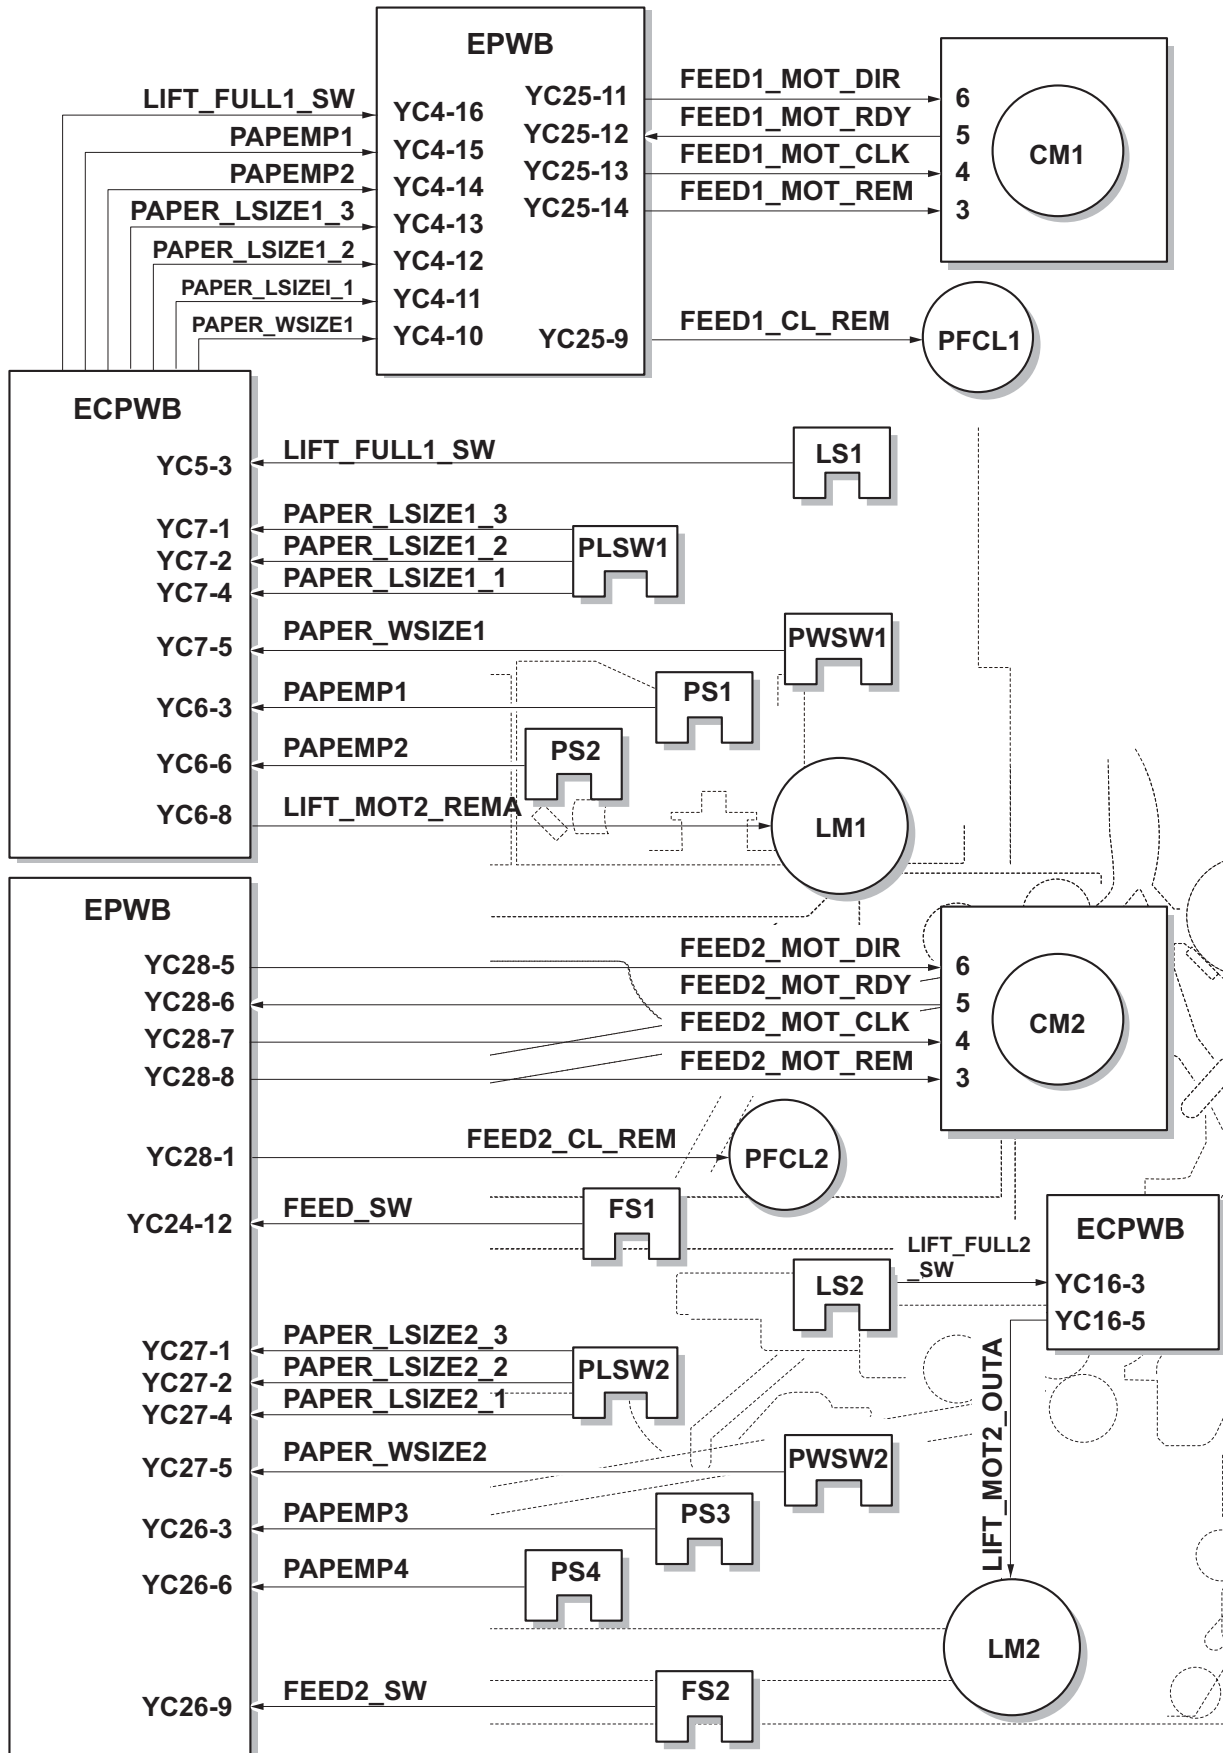 EPWB
LIFT_FULL1_SW
PAPEMP1
PAPEMP2
PAPER_LSIZE1_3
PAPER_LSIZE1_2
PAPER_LSIZEI_1
PAPER_WSIZE1
YC4-16
YC4-15
YC4-14
YC4-13
YC4-12
YC4-11
YC4-10
YC25-11
YC25-12
YC25-13
YC25-14
YC25-9
FEED1_MOT_DIR
FEED1_MOT_RDY
FEED1_MOT_CLK
FEED1_MOT_REM
6
5
4
3
CM1
FEED1_CL_REM
PFCL1
ECPWB
YC5-3
LIFT_FULL1_SW
LS1
YC7-1
PAPER_LSIZE1_3
YC7-2
PAPER_LSIZE1_2
YC7-4
PAPER_LSIZE1_1
PLSW1
YC7-5
PAPER_WSIZE1
PWSW1
YC6-3
PAPEMP1
PS1
YC6-6
PAPEMP2
PS2
YC6-8
LIFT_MOT2_REMA
LM1
EPWB
YC28-5
FEED2_MOT_DIR
6
YC28-6
FEED2_MOT_RDY
5
YC28-7
FEED2_MOT_CLK
4
YC28-8
FEED2_MOT_REM
3
CM2
YC28-1
FEED2_CL_REM
PFCL2
YC24-12
FEED_SW
FS1
LS2
LIFT_FULL2
_SW
ECPWB
YC16-3
YC16-5
LIFT_MOT2_OUTA
LM2
YC27-1
PAPER_LSIZE2_3
YC27-2
PAPER_LSIZE2_2
YC27-4
PAPER_LSIZE2_1
PLSW2
YC27-5
PAPER_WSIZE2
PWSW2
YC26-3
PAPEMP3
PS3
YC26-6
PAPEMP4
PS4
YC26-9
FEED2_SW
FS2